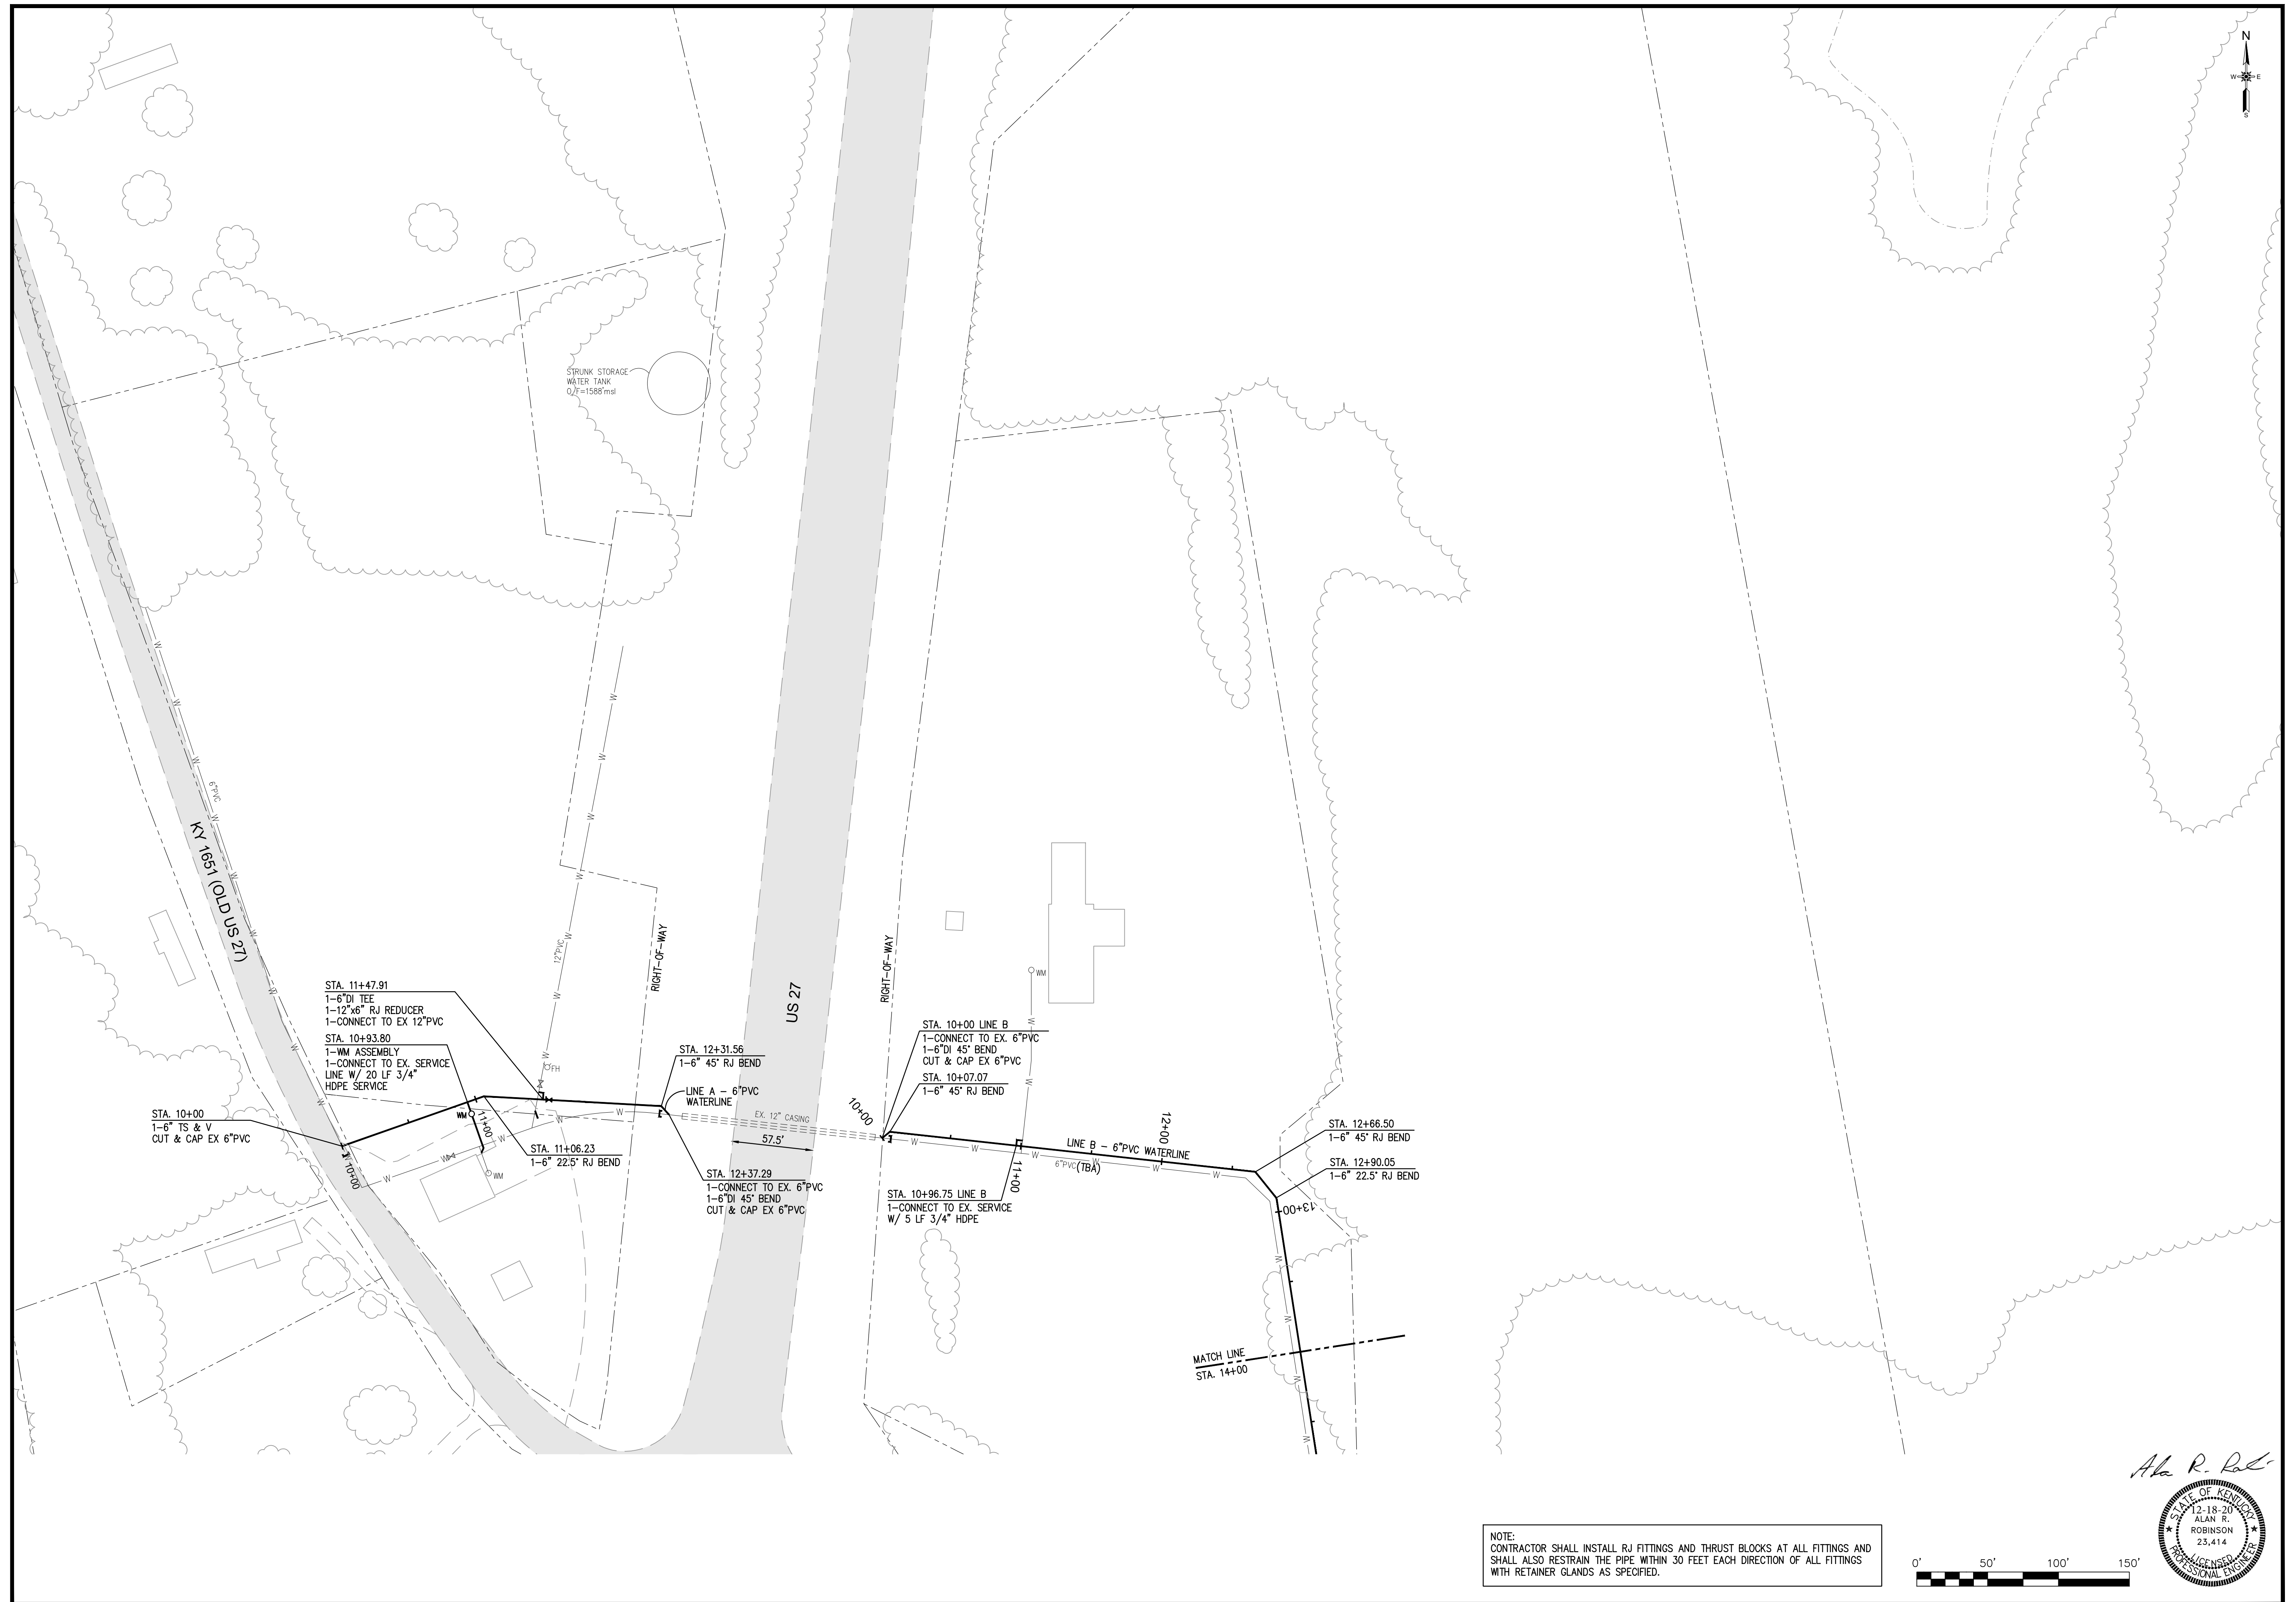 N
W
E
S
STRUNK STORAGE
WATER TANK
O/F=1588'msl
W
W
W
W
6"PVC
W
W
W
W
W
W
W
KY 1651 (OLD US 27)
W
W
W
W
12"PVC
W
W
W
FH
RIGHT-OF-WAY
US 27
RIGHT-OF-WAY
WM
W
W
STA. 11+47.91
1-6"DI TEE
1-12"x6" RJ REDUCER
1-CONNECT TO EX 12"PVC
STA. 10+93.80
1-WM ASSEMBLY
1-CONNECT TO EX. SERVICE
LINE W/ 20 LF 3/4"
HDPE SERVICE
STA. 10+00
1-6" TS & V
CUT & CAP EX 6"PVC
10+00
WM
11+00
W
W
W
W
W
WM
STA. 11+06.23
1-6" 22.5° RJ BEND
STA. 12+31.56
1-6" 45° RJ BEND
LINE A - 6"PVC
WATERLINE
EX. 12" CASING
57.5'
STA. 12+37.29
1-CONNECT TO EX. 6"PVC
1-6"DI 45° BEND
CUT & CAP EX 6"PVC
10+00
STA. 10+00 LINE B
1-CONNECT TO EX. 6"PVC
1-6"DI 45° BEND
CUT & CAP EX 6"PVC
STA. 10+07.07
1-6" 45° RJ BEND
W
W
W
W
W
W
11+00
6"PVC
(TBA)
LINE B - 6"PVC WATERLINE
12+00
STA. 10+96.75 LINE B
1-CONNECT TO EX. SERVICE
W/ 5 LF 3/4" HDPE
STA. 12+66.50
1-6" 45° RJ BEND
STA. 12+90.05
1-6" 22.5° RJ BEND
13+00
W
W
W
W
MATCH LINE
STA. 14+00
NOTE:
CONTRACTOR SHALL INSTALL RJ FITTINGS AND THRUST BLOCKS AT ALL FITTINGS AND
SHALL ALSO RESTRAIN THE PIPE WITHIN 30 FEET EACH DIRECTION OF ALL FITTINGS
WITH RETAINER GLANDS AS SPECIFIED.
0'
50'
100'
150'
STATE OF KENTUCKY
12-18-20
ALAN R.
ROBINSON
23,414
LICENSED
PROFESSIONAL ENGINEER